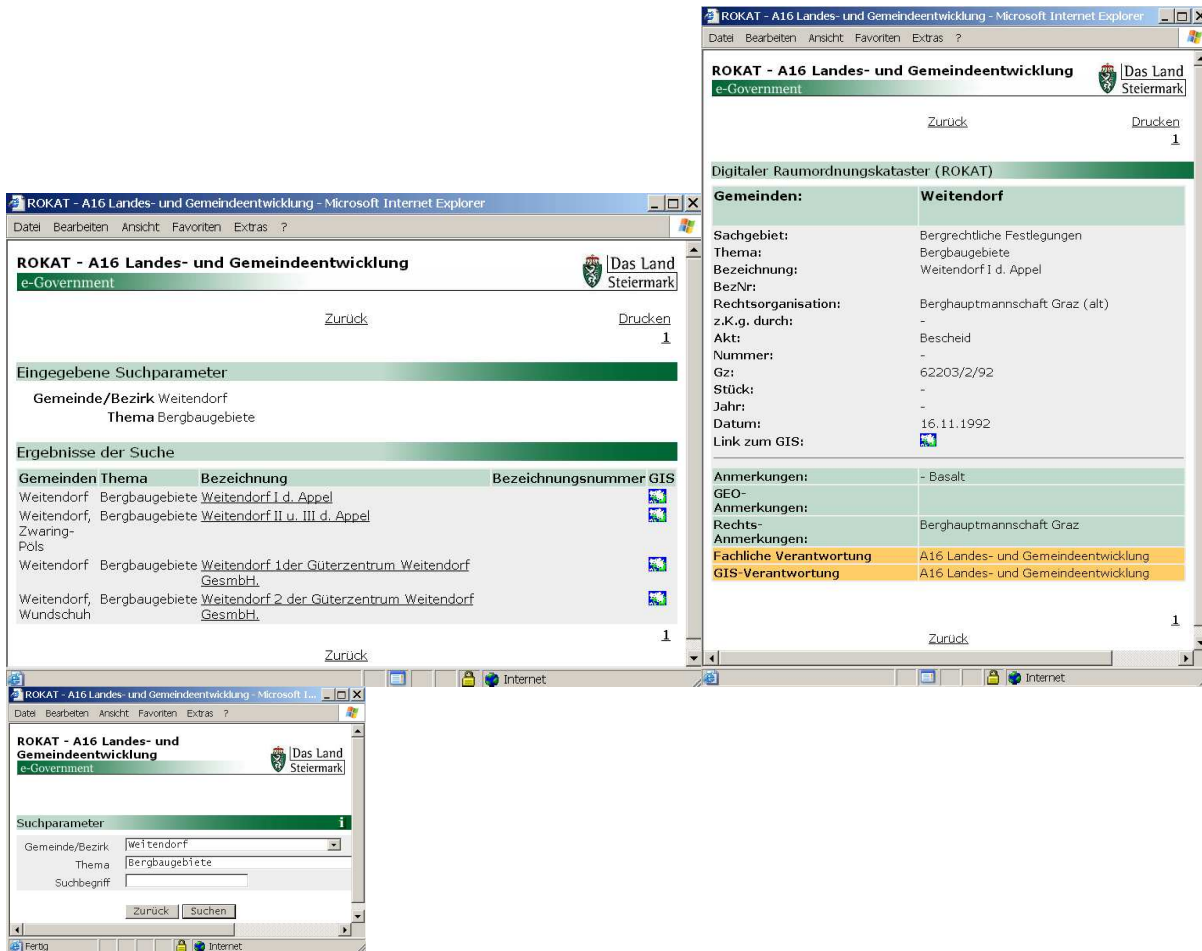 ROKAT - A16 Landes- und Gemeindeentwicklung - Microsoft Internet Explorer
Datei Bearbeiten Ansicht Favoriten Extras ?
ROKAT - A16 Landes- und Gemeindeentwicklung
e-Government
Das Land
Steiermark
Zurück Drucken
1
Eingegebene Suchparameter
Gemeinde/Bezirk Weitendorf
Thema Bergbaugebiete
Ergebnisse der Suche
Gemeinden Thema Bezeichnung Bezeichnungsnummer GIS
Weitendorf Bergbaugebiete Weitendorf I d. Appel
Weitendorf, Bergbaugebiete Weitendorf II u. III d. Appel
Zwaring-
Pöls
Weitendorf Bergbaugebiete Weitendorf 1der Güterzentrum Weitendorf
GesmbH.
Weitendorf, Bergbaugebiete Weitendorf 2 der Güterzentrum Weitendorf
Wundschuh GesmbH.
1
Zurück
Internet
ROKAT - A16 Landes- und Gemeindeentwicklung - Microsoft Internet Explorer
Datei Bearbeiten Ansicht Favoriten Extras ?
ROKAT - A16 Landes- und Gemeindeentwicklung
e-Government
Das Land
Steiermark
Zurück Drucken
1
Digitaler Raumordnungskataster (ROKAT)
Gemeinden: Weitendorf
Sachgebiet: Bergrechtliche Festlegungen
Thema: Bergbaugebiete
Bezeichnung: Weitendorf I d. Appel
BezNr:
Rechtsorganisation: Berghauptmannschaft Graz (alt)
z.K.g. durch: -
Akt: Bescheid
Nummer: -
Gz: 62203/2/92
Stück: -
Jahr: -
Datum: 16.11.1992
Link zum GIS:
Anmerkungen: - Basalt
GEO-
Anmerkungen:
Rechts- Berghauptmannschaft Graz
Anmerkungen:
Fachliche Verantwortung A16 Landes- und Gemeindeentwicklung
GIS-Verantwortung A16 Landes- und Gemeindeentwicklung
1
Zurück
Internet
ROKAT - A16 Landes- und Gemeindeentwicklung - Microsoft I...
Datei Bearbeiten Ansicht Favoriten Extras ?
ROKAT - A16 Landes- und
Gemeindeentwicklung
e-Government
Das Land
Steiermark
Suchparameter i
Gemeinde/Bezirk Weitendorf
Thema Bergbaugebiete
Suchbegriff
Zurück Suchen
Fertig Internet